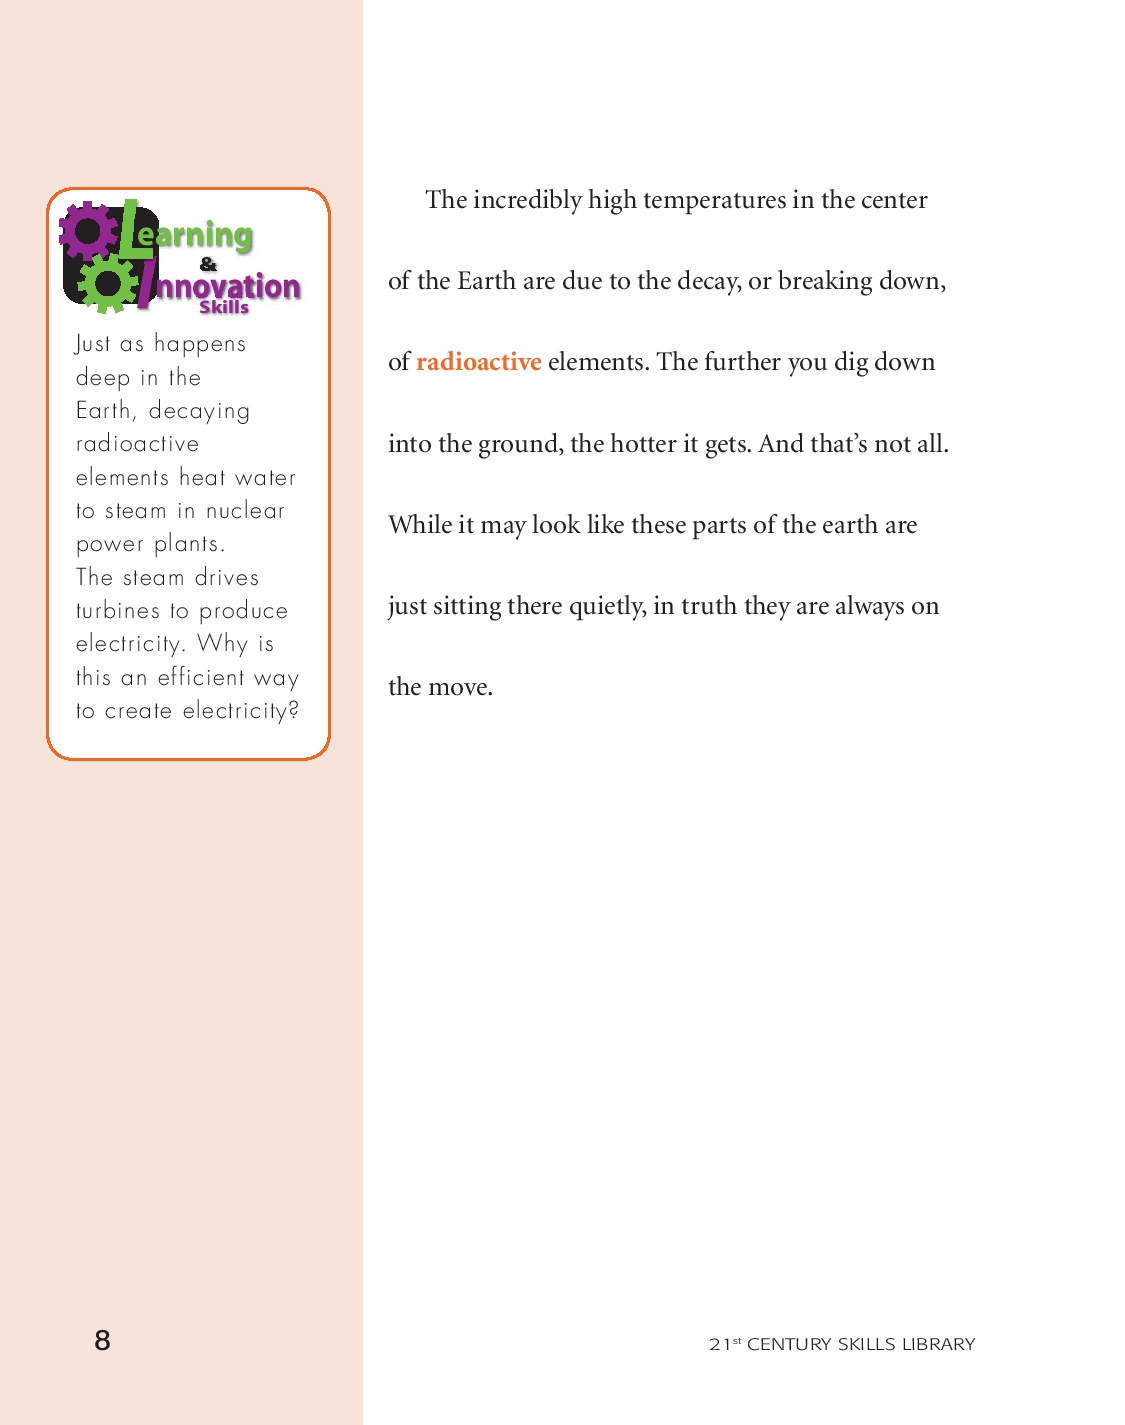 Learning
&
Innovation
Skills
Just as happens
deep in the
Earth, decaying
radioactive
elements heat water
to steam in nuclear
power plants.
The steam drives
turbines to produce
electricity. Why is
this an efficient way
to create electricity?
The incredibly high temperatures in the center
of the Earth are due to the decay, or breaking down,
of radioactive elements. The further you dig down
into the ground, the hotter it gets. And that’s not all.
While it may look like these parts of the earth are
just sitting there quietly, in truth they are always on
the move.
8
21st CENTURY SKILLS LIBRARY